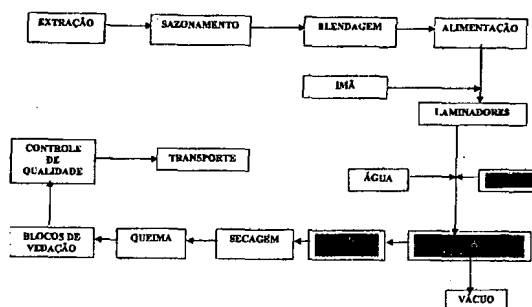 EXTRAÇÃO
SAZONAMENTO
BLENDAGEM
ALIMENTAÇÃO
IMÃ
LAMINADORES
CONTROLE
DE
QUALIDADE
TRANSPORTE
ÁGUA
BLOCOS DE
VEDAÇÃO
QUEIMA
SECAGEM
VÁCUO